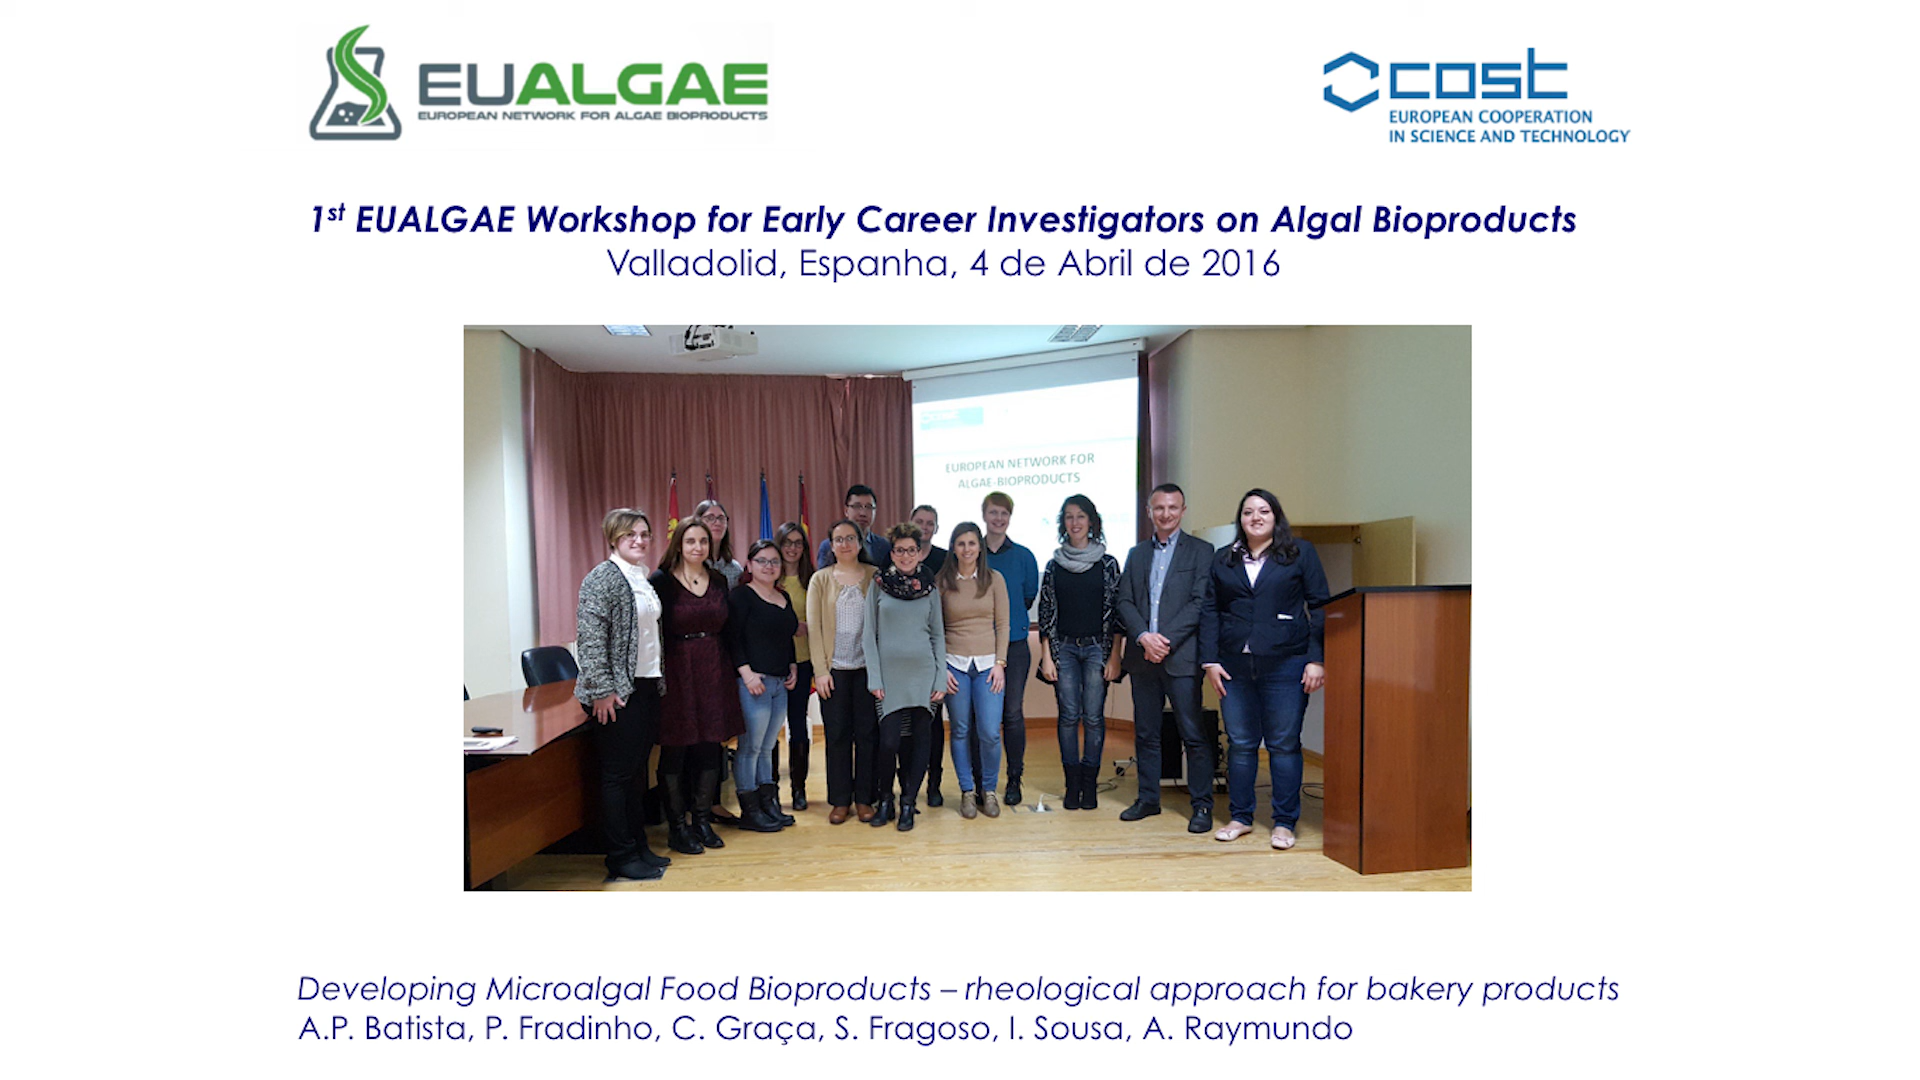 EUALGAE
EUROPEAN NETWORK FOR ALGAE BIOPRODUCTS
cost
EUROPEAN COOPERATION
IN SCIENCE AND TECHNOLOGY
1st EUALGAE Workshop for Early Career Investigators on Algal Bioproducts
Valladolid, Espanha, 4 de Abril de 2016
EUROPEAN NETWORK FOR
ALGAE-BIOPRODUCTS
Developing Microalgal Food Bioproducts – rheological approach for bakery products
A.P. Batista, P. Fradinho, C. Graça, S. Fragoso, I. Sousa, A. Raymundo